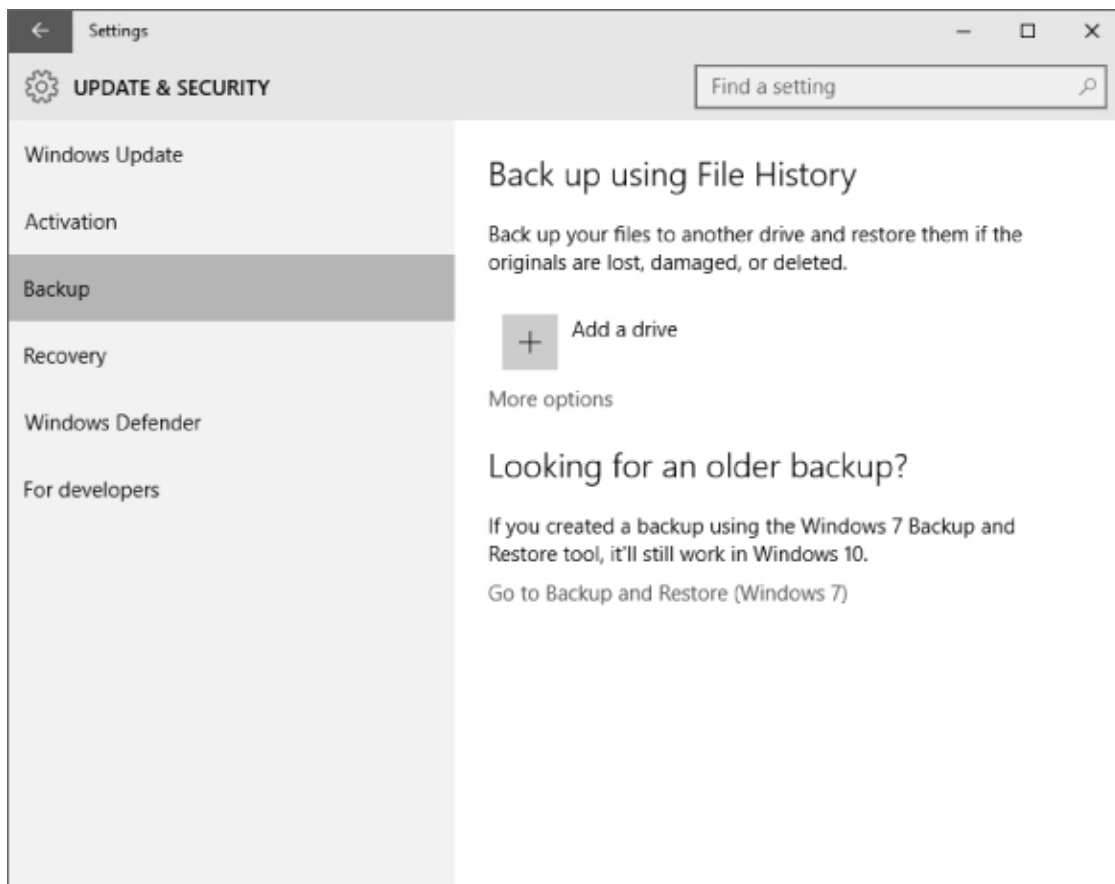 Settings
UPDATE & SECURITY
Find a setting
Windows Update
Activation
Backup
Recovery
Windows Defender
For developers
Back up using File History
Back up your files to another drive and restore them if the
originals are lost, damaged, or deleted.
Add a drive
More options
Looking for an older backup?
If you created a backup using the Windows 7 Backup and
Restore tool, it'll still work in Windows 10.
Go to Backup and Restore (Windows 7)